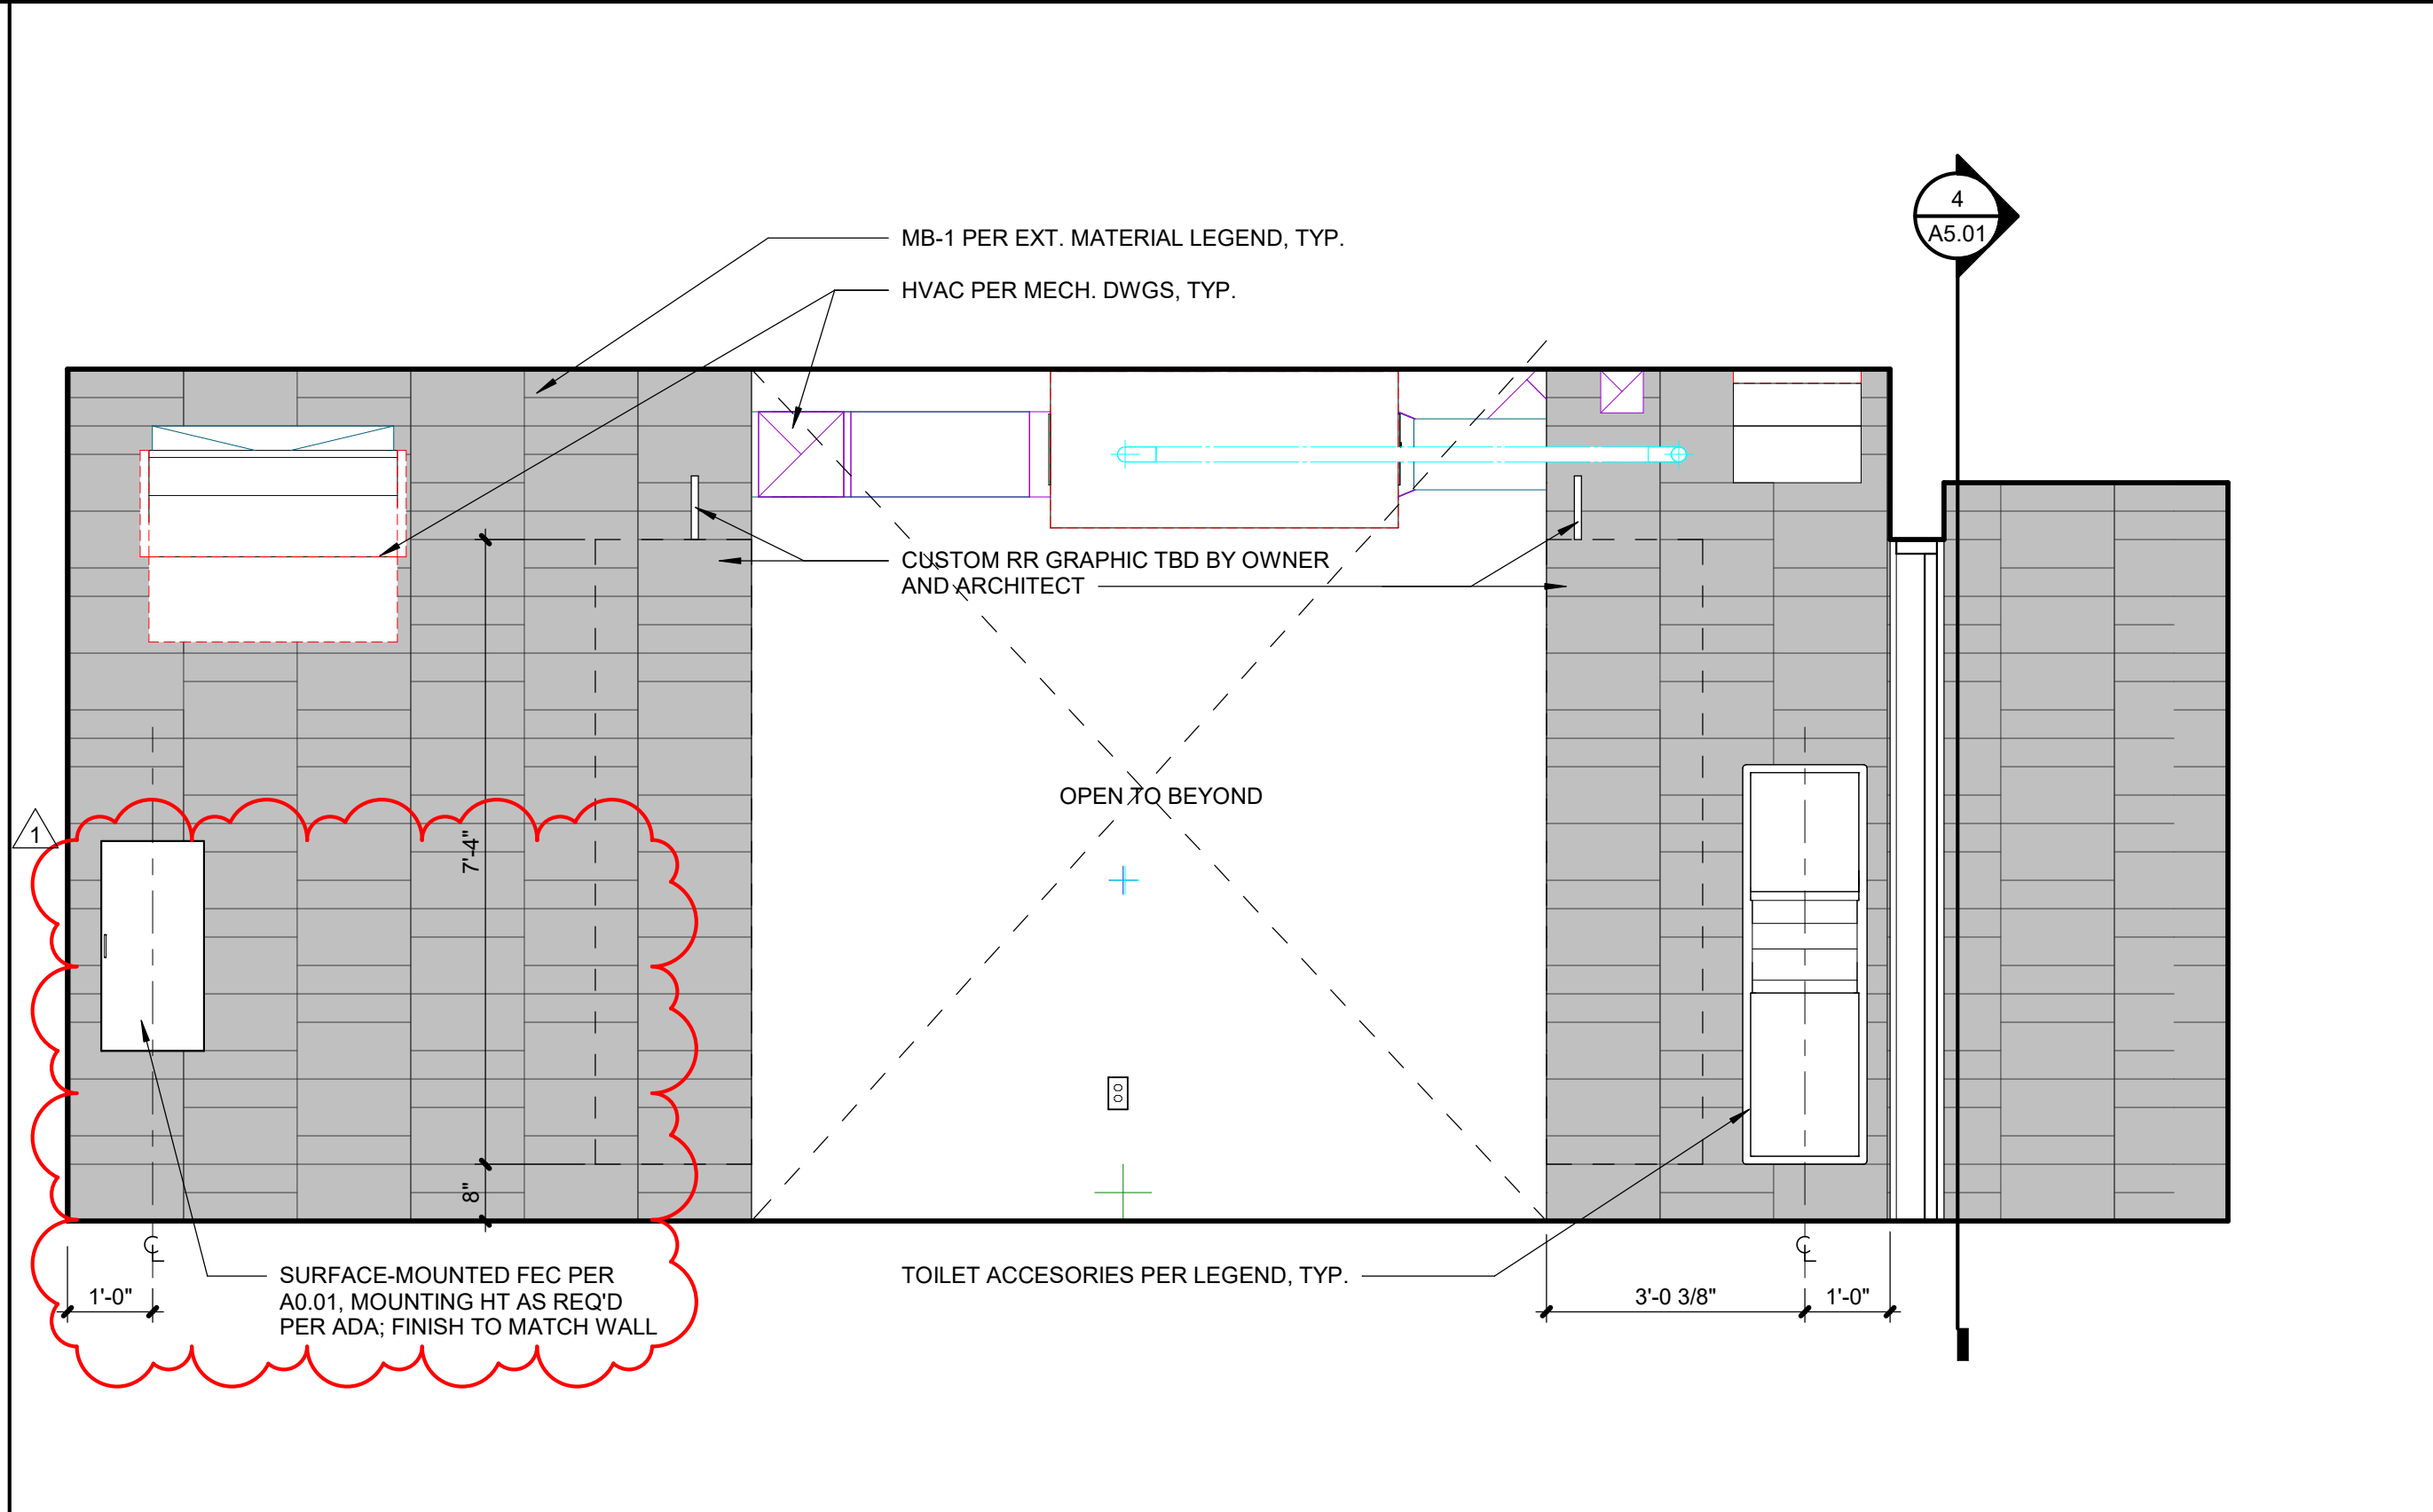 4
A5.01
MB-1 PER EXT. MATERIAL LEGEND, TYP.
HVAC PER MECH. DWGS, TYP.
CUSTOM RR GRAPHIC TBD BY OWNER
AND ARCHITECT
OPEN TO BEYOND
1
7'-4"
8"
SURFACE-MOUNTED FEC PER
A0.01, MOUNTING HT AS REQ'D
PER ADA; FINISH TO MATCH WALL
TOILET ACCESORIES PER LEGEND, TYP.
1'-0"
3'-0 3/8"
1'-0"